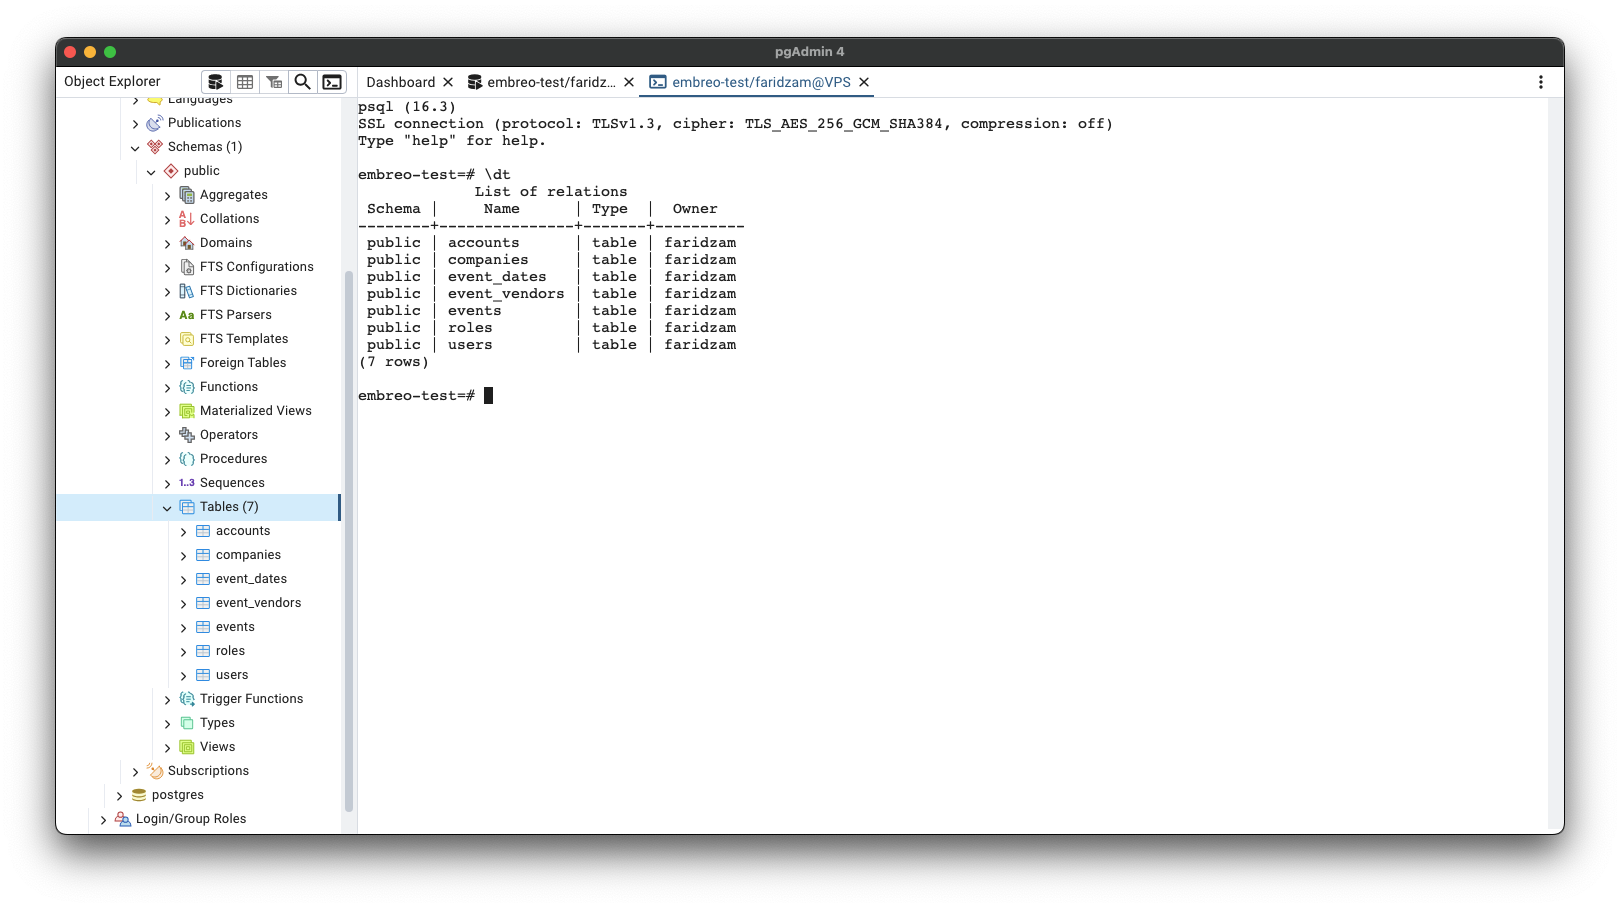 pgAdmin 4
Object Explorer
Dashboard
embreo-test/faridz...
embreo-test/faridzam@VPS
Languages
Publications
Schemas (1)
public
Aggregates
Collations
Domains
FTS Configurations
FTS Dictionaries
Aa FTS Parsers
FTS Templates
Foreign Tables
Functions
Materialized Views
Operators
Procedures
1..3 Sequences
Tables (7)
accounts
companies
event_dates
event_vendors
events
roles
users
Trigger Functions
Types
Views
Subscriptions
postgres
Login/Group Roles
psql (16.3)
SSL connection (protocol: TLSv1.3, cipher: TLS_AES_256_GCM_SHA384, compression: off)
Type "help" for help.
embreo-test=# \dt
List of relations
Schema | Name | Type | Owner
--------+---------------+-------+----------
public | accounts | table | faridzam
public | companies | table | faridzam
public | event_dates | table | faridzam
public | event_vendors | table | faridzam
public | events | table | faridzam
public | roles | table | faridzam
public | users | table | faridzam
(7 rows)
embreo-test=#